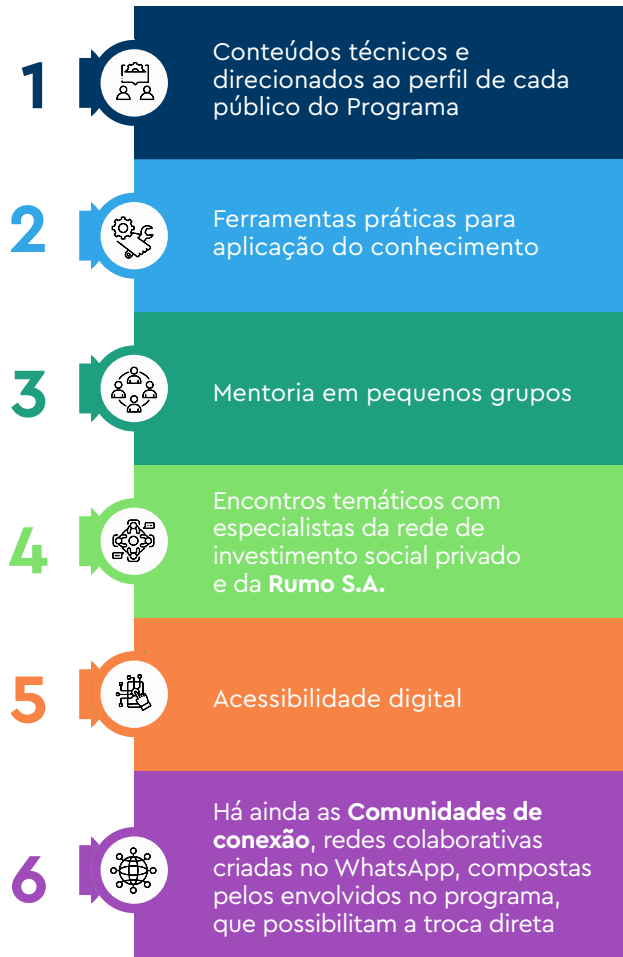 1
Conteúdos técnicos e
direcionados ao perfil de cada
público do Programa
2
Ferramentas práticas para
aplicação do conhecimento
3
Mentoria em pequenos grupos
4
Encontros temáticos com
especialistas da rede de
investimento social privado
e da Rumo S.A.
5
Acessibilidade digital
6
Há ainda as Comunidades de
conexão, redes colaborativas
criadas no WhatsApp, compostas
pelos envolvidos no programa,
que possibilitam a troca direta